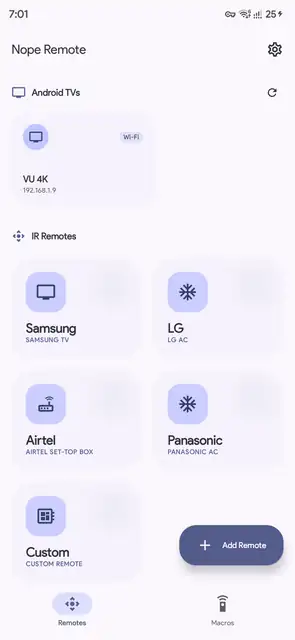 7:01
25
Nope Remote
Android TVs
Wi-Fi
VU 4K
192.168.1.9
IR Remotes
Samsung
SAMSUNG TV
LG
LG AC
Airtel
AIRTEL SET-TOP BOX
Panasonic
PANASONIC AC
Custom
CUSTOM REMOTE
+ Add Remote
Remotes
Macros